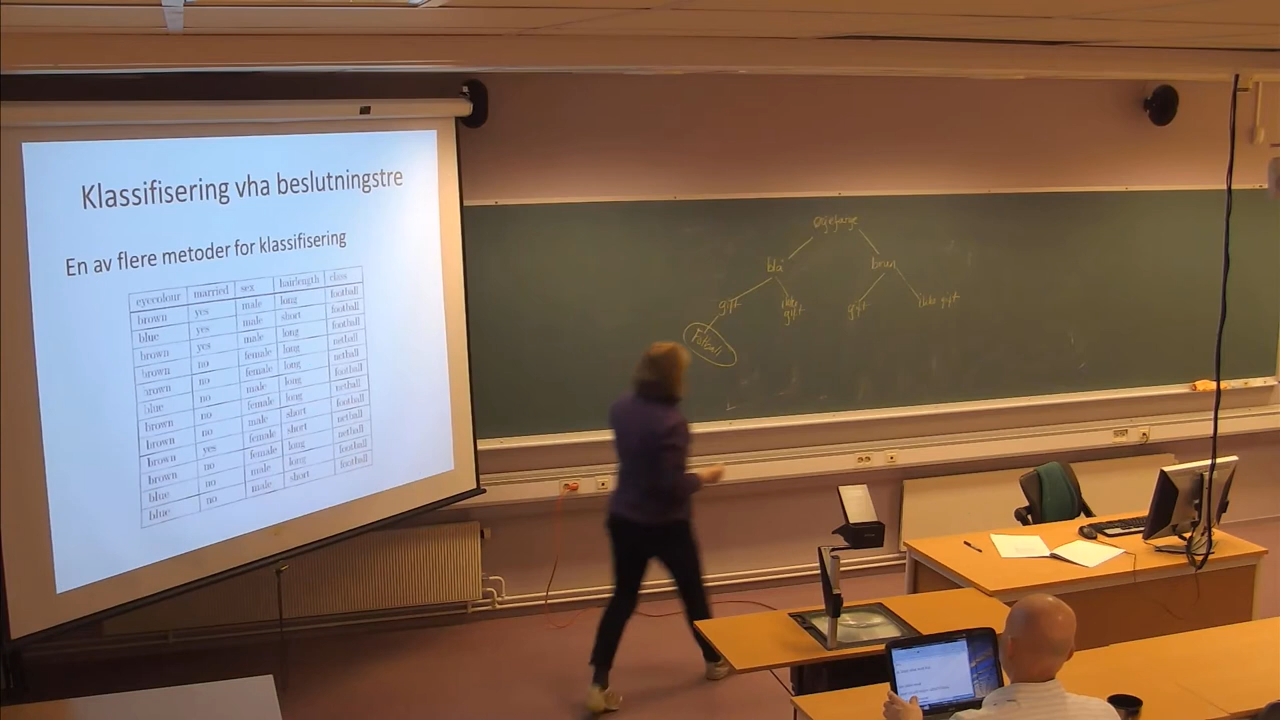 Klassifisering vha beslutningstre
En av flere metoder for klassifisering
eyecolour married sex hairlength class
brown yes male long football
blue yes male short football
brown yes male long football
brown no female long netball
brown no female long netball
blue no male long football
brown no female long netball
brown no male short football
brown yes female short netball
brown no female long netball
blue no male long football
blue no male short football
Øyefarge
blå brun
gift ikke gift gift ikke gift
Fotball